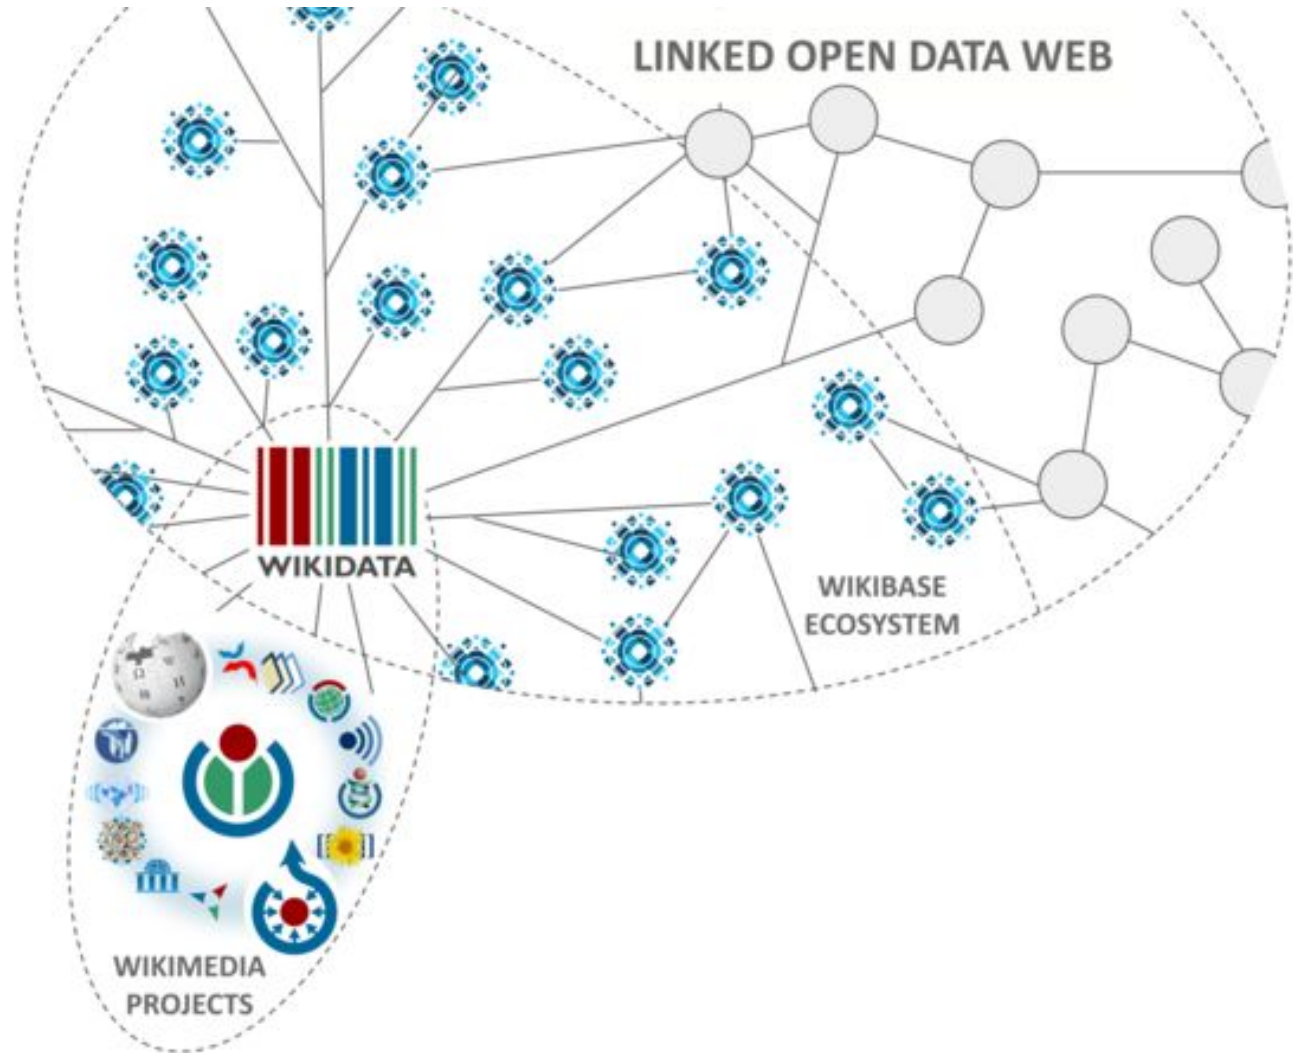 LINKED OPEN DATA WEB
WIKIDATA
WIKIBASE
ECOSYSTEM
WIKIMEDIA
PROJECTS